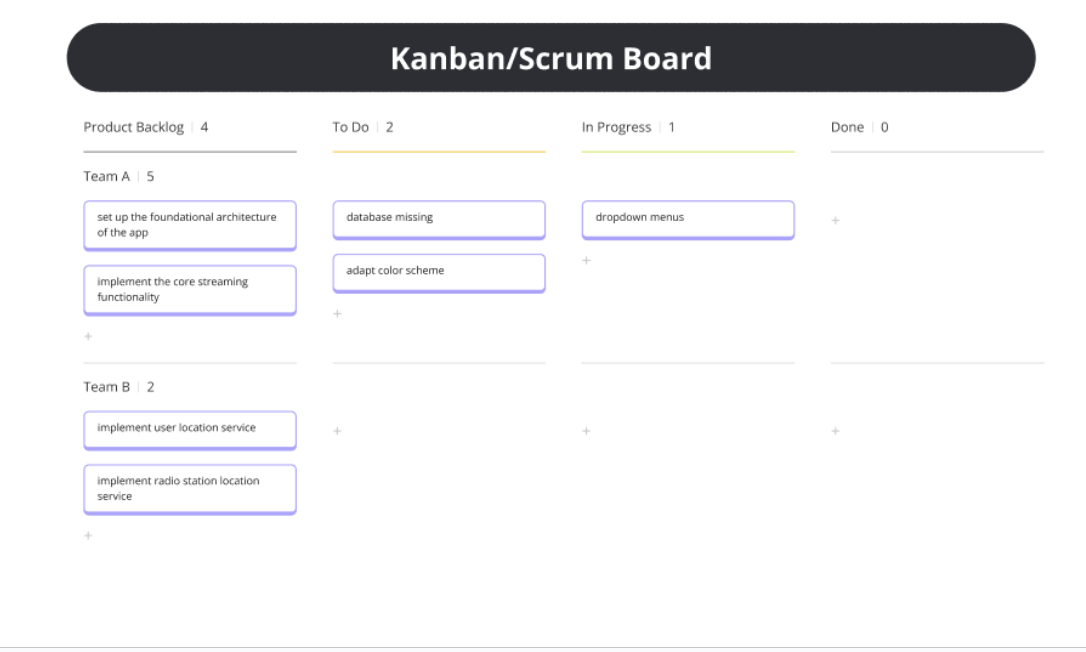 Kanban/Scrum Board
Product Backlog | 4
To Do | 2
In Progress | 1
Done | 0
Team A | 5
set up the foundational architecture
of the app
implement the core streaming
functionality
+
database missing
adapt color scheme
+
dropdown menus
+
+
Team B | 2
implement user location service
implement radio station location
service
+
+
+
+